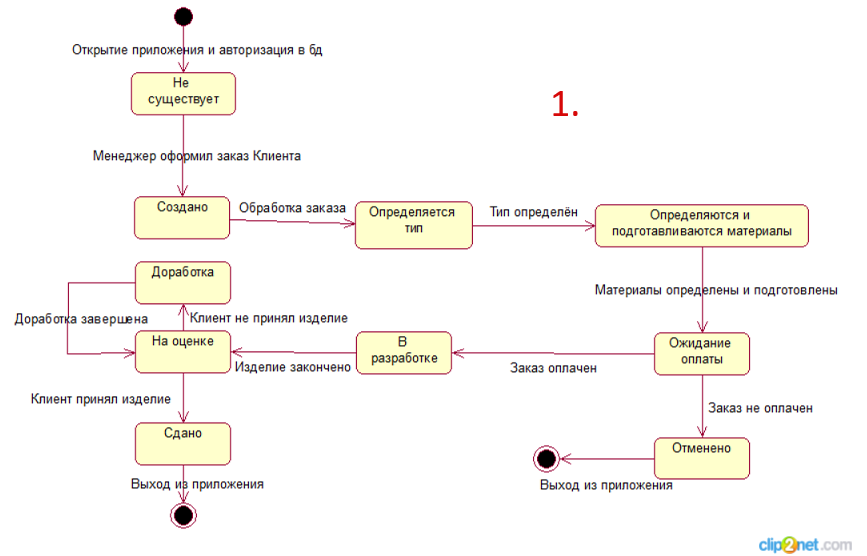 Открытие приложения и авторизация в бд
Не
существует
1.
Менеджер оформил заказ Клиента
Создано
Обработка заказа
Определяется
тип
Тип определён
Определяются и
подготавливаются материалы
Материалы определены и подготовлены
Доработка
Доработка завершена
Клиент не принял изделие
На оценке
Изделие закончено
В
разработке
Заказ оплачен
Ожидание
оплаты
Клиент принял изделие
Заказ не оплачен
Сдано
Отменено
Выход из приложения
Выход из приложения
clip2net.com